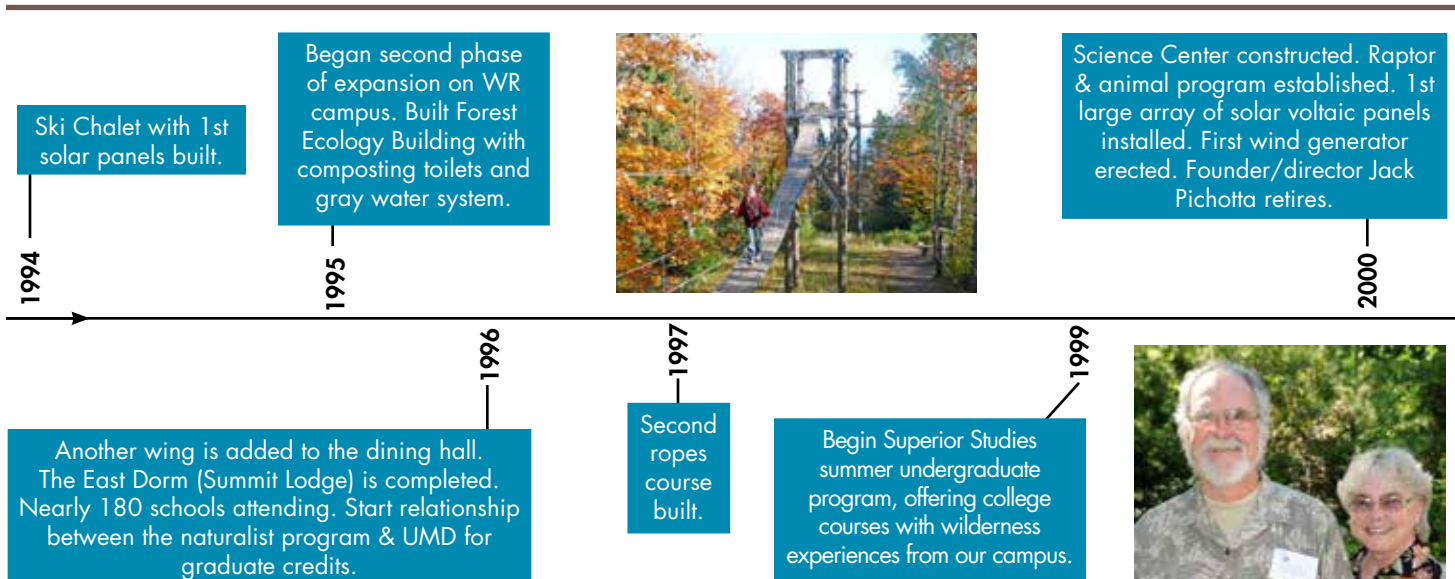 Ski Chalet with 1st
solar panels built.
1994
Began second phase
of expansion on WR
campus. Built Forest
Ecology Building with
composting toilets and
gray water system.
1995
Another wing is added to the dining hall.
The East Dorm (Summit Lodge) is completed.
Nearly 180 schools attending. Start relationship
between the naturalist program & UMD for
graduate credits.
1996
1997
Second
ropes
course
built.
1999
Begin Superior Studies
summer undergraduate
program, offering college
courses with wilderness
experiences from our campus.
Science Center constructed. Raptor
& animal program established. 1st
large array of solar voltaic panels
installed. First wind generator
erected. Founder/director Jack
Pichotta retires.
2000